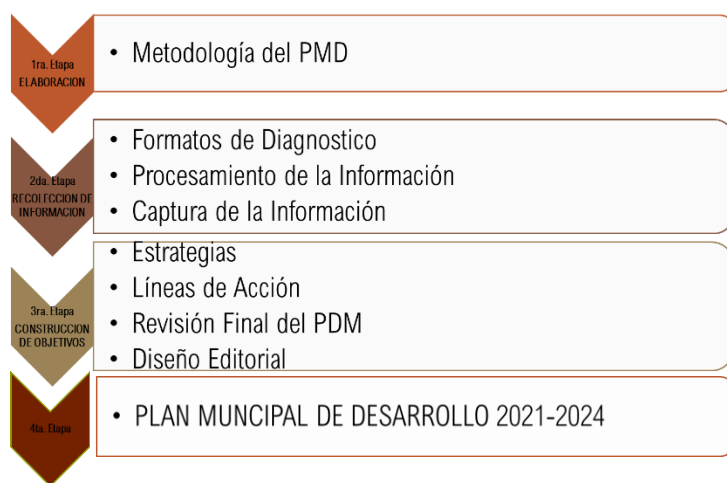 1ra. Etapa
ELABORACION
• Metodología del PMD
2da. Etapa
RECOLECCION DE
INFORMACION
• Formatos de Diagnostico
• Procesamiento de la Información
• Captura de la Información
3ra. Etapa
CONSTRUCCION
DE OBJETIVOS
• Estrategias
• Líneas de Acción
• Revisión Final del PDM
• Diseño Editorial
4ta. Etapa
• PLAN MUNCIPAL DE DESARROLLO 2021-2024